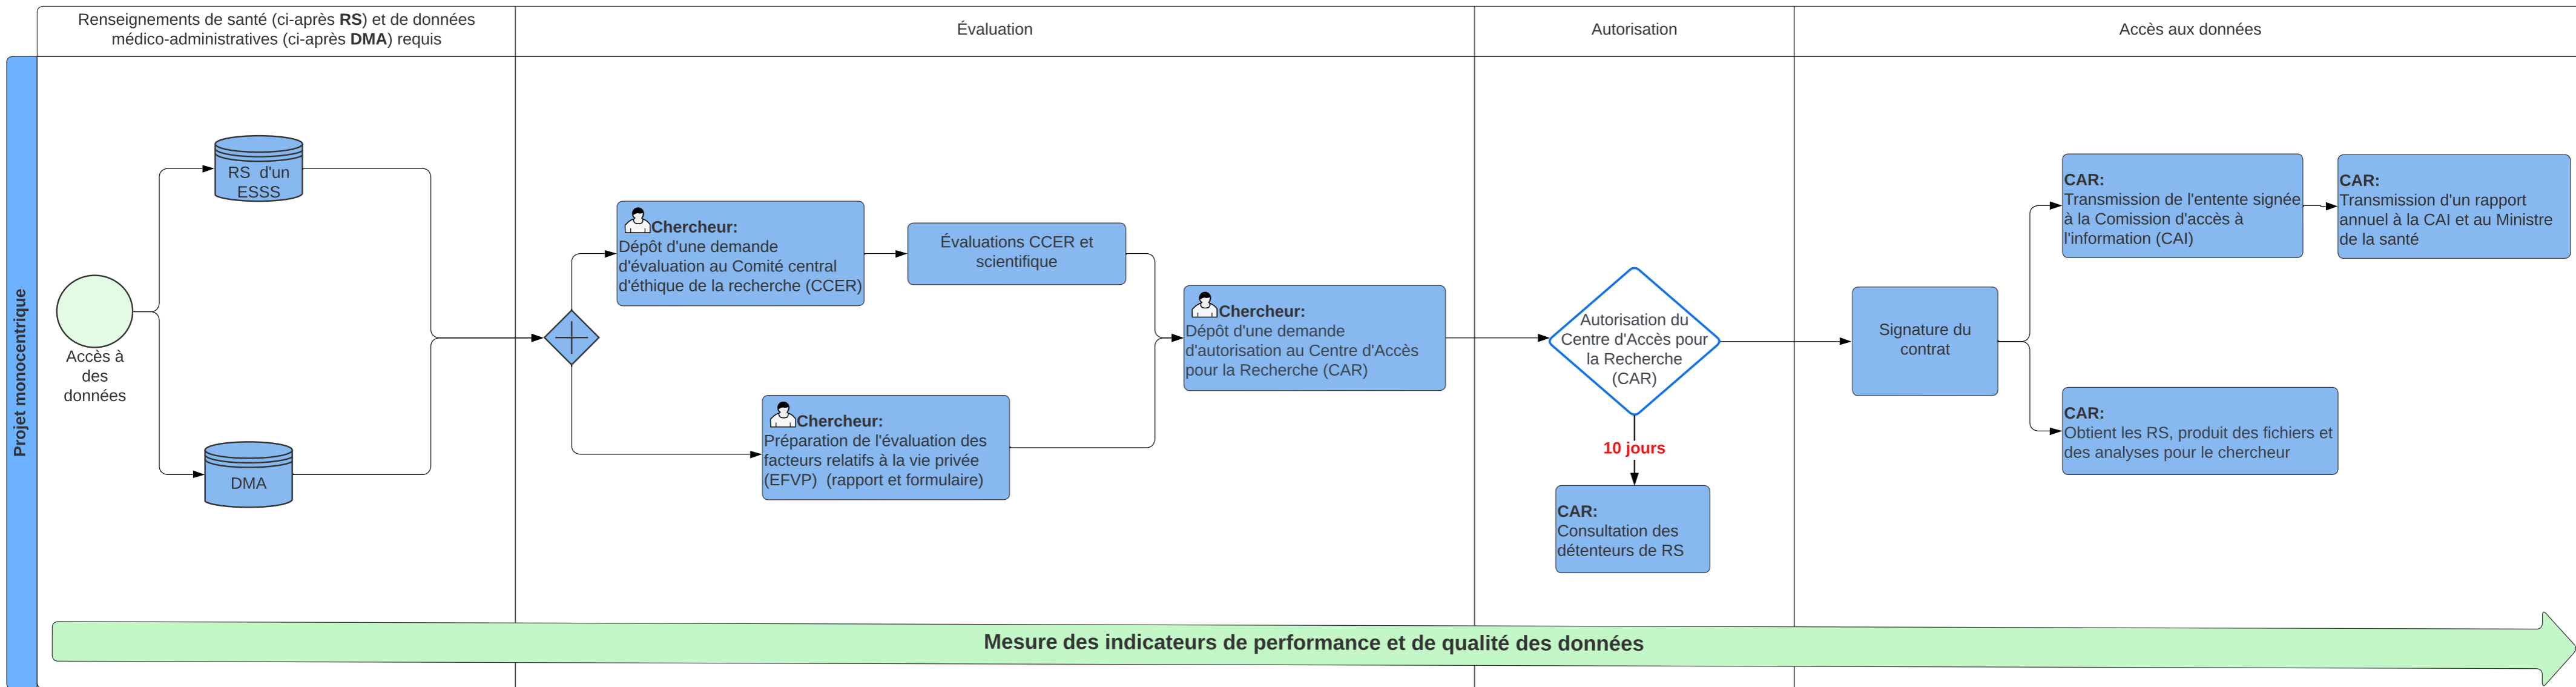 Renseignements de santé (ci-après RS) et de données
médico-administratives (ci-après DMA) requis
Évaluation
Autorisation
Accès aux données
Projet monocentrique
Accès à
des
données
RS d'un
ESSS
DMA
Chercheur:
Dépôt d'une demande
d'évaluation au Comité central
d'éthique de la recherche (CCER)
Évaluations CCER et
scientifique
Chercheur:
Préparation de l'évaluation des
facteurs relatifs à la vie privée
(EFVP) (rapport et formulaire)
Chercheur:
Dépôt d'une demande
d'autorisation au Centre d'Accès
pour la Recherche (CAR)
Autorisation du
Centre d'Accès pour
la Recherche
(CAR)
10 jours
CAR:
Consultation des
détenteurs de RS
Signature du
contrat
CAR:
Transmission de l'entente signée
à la Comission d'accès à
l'information (CAI)
CAR:
Transmission d'un rapport
annuel à la CAI et au Ministre
de la santé
CAR:
Obtient les RS, produit des fichiers et
des analyses pour le chercheur
Mesure des indicateurs de performance et de qualité des données